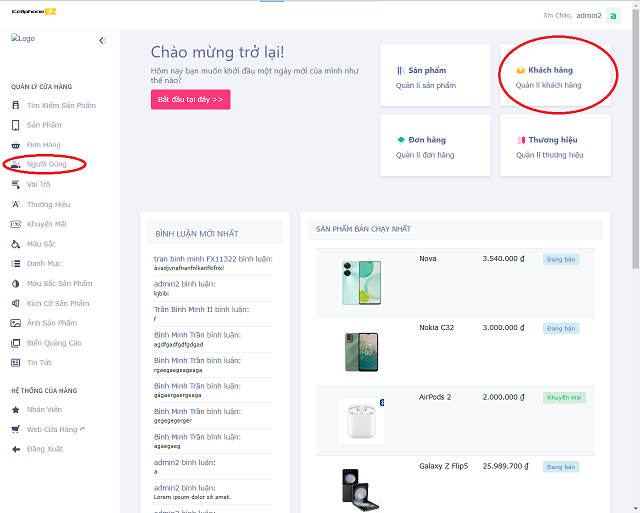 Cellphone EZ
Xin Chào, admin2 a
Logo
QUẢN LÝ CỬA HÀNG
Tìm Kiếm Sản Phẩm
Sản Phẩm
Đơn Hàng
Người Dùng
Vai Trò
Thương Hiệu
Khuyến Mãi
Màu Sắc
Danh Mục
Màu Sắc Sản Phẩm
Kích Cỡ Sản Phẩm
Ảnh Sản Phẩm
Biển Quảng Cáo
Tin Tức
HỆ THỐNG CỬA HÀNG
Nhân Viên
Web Cửa Hàng
Đăng Xuất
Chào mừng trở lại!
Hôm nay bạn muốn khởi đầu một ngày mới của mình như
thế nào?
Bắt đầu tại đây >>
Sản phẩm
Quản lí sản phẩm
Khách hàng
Quản lí khách hàng
Đơn hàng
Quản lí đơn hàng
Thương hiệu
Quản lí thương hiệu
BÌNH LUẬN MỚI NHẤT
tran binh minh FX11322 bình luận:
avadjvnafnanfnlkanfklfnkl
admin2 bình luận:
kjbibi
Trần Bình Minh II bình luận:
f
Bình Minh Trần bình luận:
agdfgadfgdfgdgad
Bình Minh Trần bình luận:
rgaegaegeageaga
Bình Minh Trần bình luận:
gágaergaergeaga
Bình Minh Trần bình luận:
gegegegerger
Bình Minh Trần bình luận:
agaegaeg
admin2 bình luận:
a
admin2 bình luận:
Lorem ipsum dolor sit amet.
admin2 bình luận:
SẢN PHẨM BÁN CHẠY NHẤT
Nova 3.540.000 ₫ Đang bán
Nokia C32 3.000.000 ₫ Đang bán
AirPods 2 2.000.000 ₫ Khuyến mại
Galaxy Z Flip5 25.989.700 ₫ Đang bán